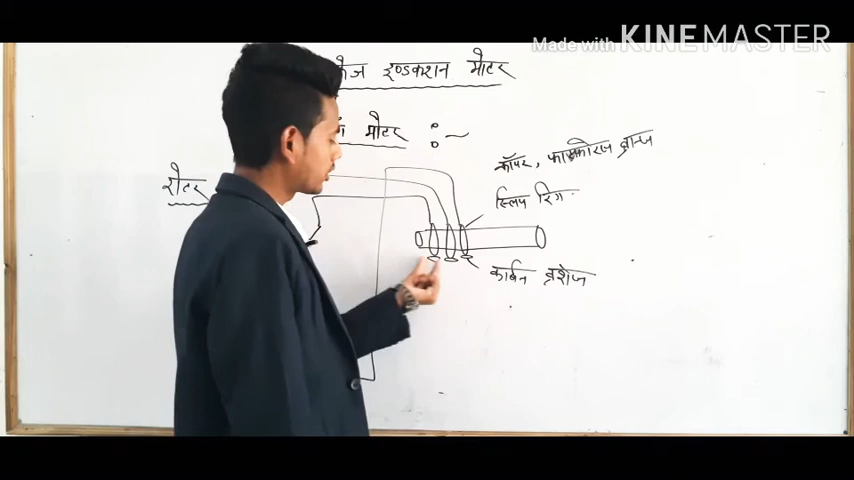 Made with KINEMASTER
केज इण्डक्शन मोटर
मोटर :~
कॉपर, फास्फोरस ब्रान्ज
रोटर
स्लिप रिंग
कार्बन ब्रशेज